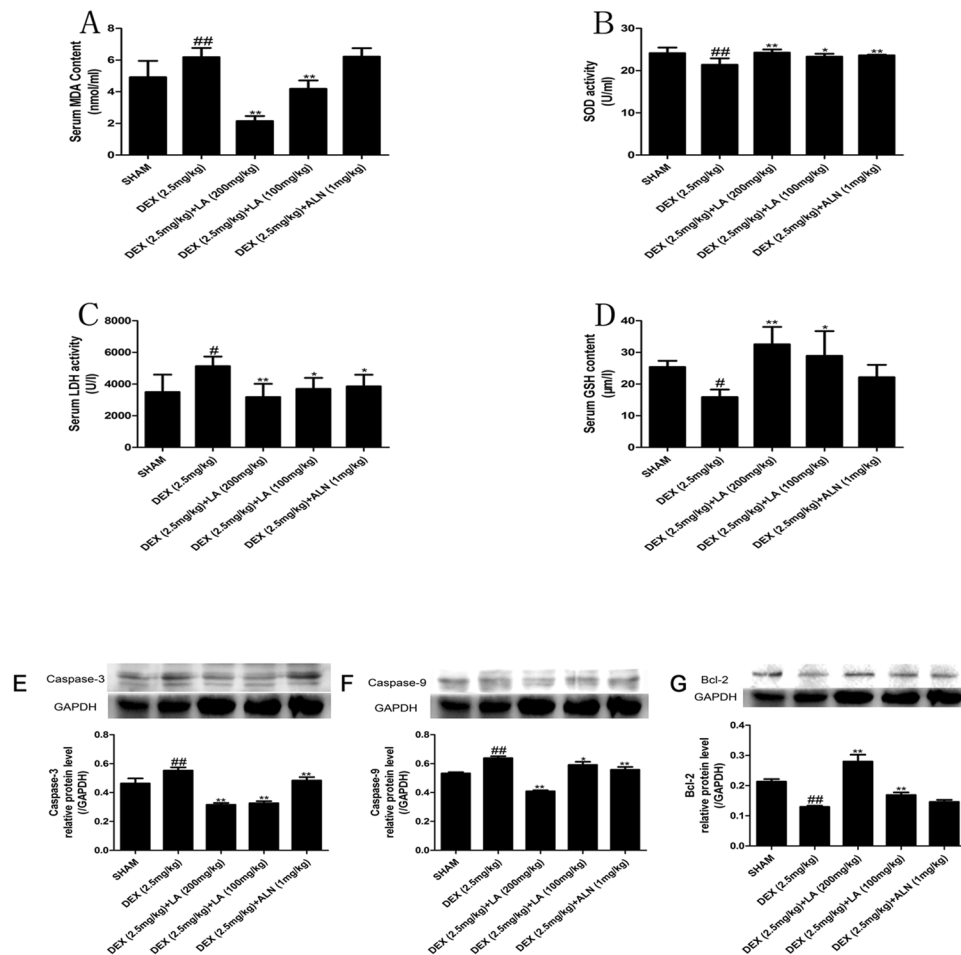 A
Serum MDA Content
(nmol/ml)
8
6
4
2
0
##
**
**
SHAM
DEX (2.5mg/kg)
DEX (2.5mg/kg)+LA (200mg/kg)
DEX (2.5mg/kg)+LA (100mg/kg)
DEX (2.5mg/kg)+ALN (1mg/kg)
B
SOD activity
(U/ml)
30
20
10
0
##
**
*
**
SHAM
DEX (2.5mg/kg)
DEX (2.5mg/kg)+LA (200mg/kg)
DEX (2.5mg/kg)+LA (100mg/kg)
DEX (2.5mg/kg)+ALN (1mg/kg)
C
Serum LDH activity
(U/l)
8000
6000
4000
2000
0
#
**
*
*
SHAM
DEX (2.5mg/kg)
DEX (2.5mg/kg)+LA (200mg/kg)
DEX (2.5mg/kg)+LA (100mg/kg)
DEX (2.5mg/kg)+ALN (1mg/kg)
D
Serum GSH content
(μm/l)
40
30
20
10
0
#
**
*
SHAM
DEX (2.5mg/kg)
DEX (2.5mg/kg)+LA (200mg/kg)
DEX (2.5mg/kg)+LA (100mg/kg)
DEX (2.5mg/kg)+ALN (1mg/kg)
E
Caspase-3
GAPDH
Caspase-3
relative protein level
(/GAPDH)
0.8
0.6
0.4
0.2
0.0
##
**
**
**
SHAM
DEX (2.5mg/kg)
DEX (2.5mg/kg)+LA (200mg/kg)
DEX (2.5mg/kg)+LA (100mg/kg)
DEX (2.5mg/kg)+ALN (1mg/kg)
F
Caspase-9
GAPDH
Caspase-9
relative protein level
(/GAPDH)
0.8
0.6
0.4
0.2
0.0
##
**
*
**
SHAM
DEX (2.5mg/kg)
DEX (2.5mg/kg)+LA (200mg/kg)
DEX (2.5mg/kg)+LA (100mg/kg)
DEX (2.5mg/kg)+ALN (1mg/kg)
G
Bcl-2
GAPDH
Bcl-2
relative protein level
(/GAPDH)
0.4
0.3
0.2
0.1
0.0
##
**
**
SHAM
DEX (2.5mg/kg)
DEX (2.5mg/kg)+LA (200mg/kg)
DEX (2.5mg/kg)+LA (100mg/kg)
DEX (2.5mg/kg)+ALN (1mg/kg)